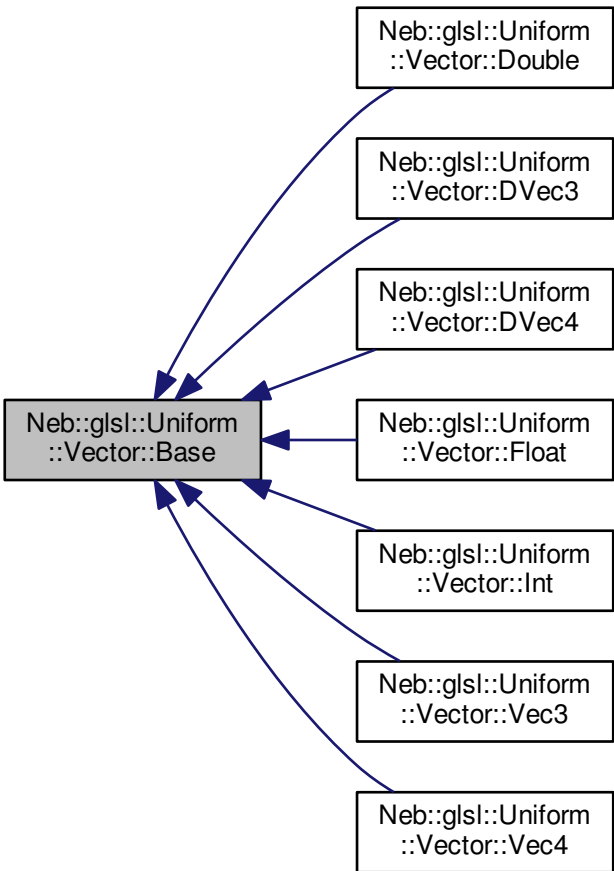 Neb::glsl::Uniform
::Vector::Double
Neb::glsl::Uniform
::Vector::DVec3
Neb::glsl::Uniform
::Vector::DVec4
Neb::glsl::Uniform
::Vector::Base
Neb::glsl::Uniform
::Vector::Float
Neb::glsl::Uniform
::Vector::Int
Neb::glsl::Uniform
::Vector::Vec3
Neb::glsl::Uniform
::Vector::Vec4